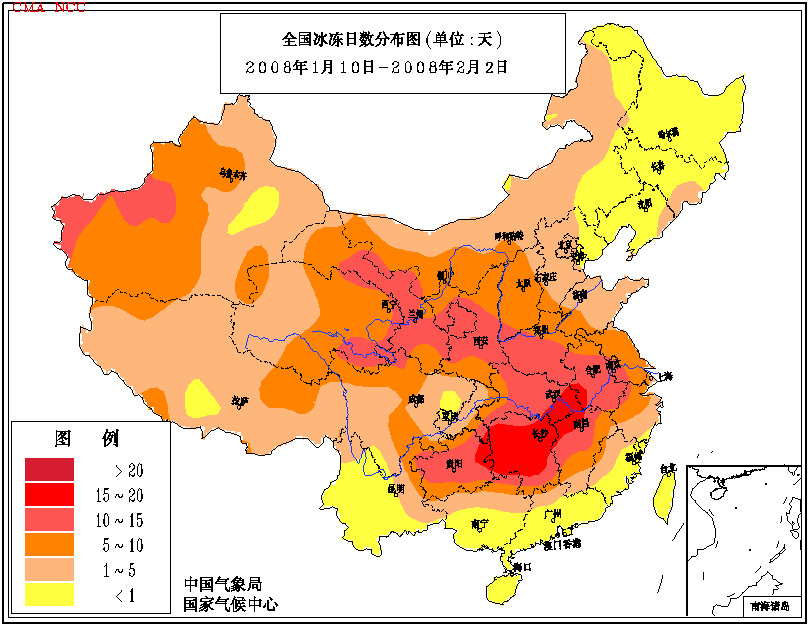 CMA NCC
全国冰冻日数分布图(单位:天)
2008年1月10日-2008年2月2日
哈尔滨
长春
沈阳
乌鲁木齐
呼和浩特
北京
天津
银川
太原
石家庄
济南
西宁
兰州
郑州
西安
合肥
南京
上海
拉萨
成都
重庆
武汉
长沙
南昌
贵阳
福州
台北
昆明
南宁
广州
澳门 香港
海口
图 例
>20
15~20
10~15
5~10
1~5
<1
中国气象局
国家气候中心
南海诸岛